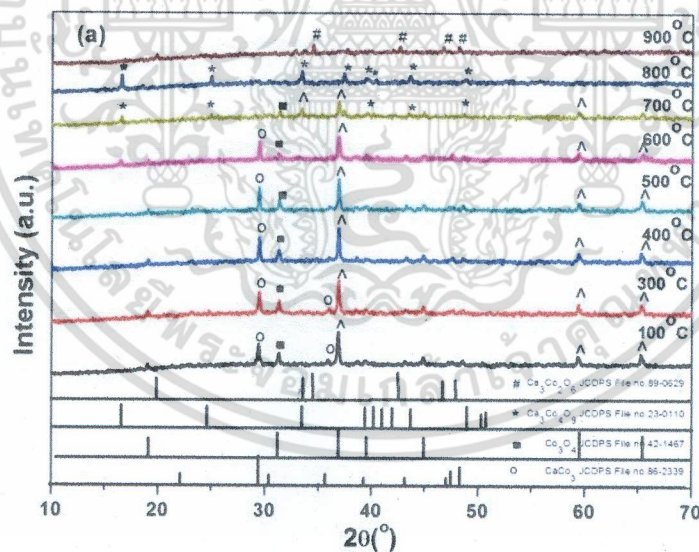 (a)
# # # #
900°C
★ * * * * * * *
800°C
* * ■ ^ ^ * * * ^ ^
700°C
O ■ ^ ^ ^
600°C
O ■ ^ ^ ^
500°C
O ■ ^ ^ ^
400°C
O ■ O ^ ^ ^
300°C
O ■ O ^ ^ ^
100°C
# Ca3Co2O6 JCDPS File no.89-0629
★ Ca3Co4O9 JCDPS File no.23-0110
■ Co3O4 JCDPS File no.42-1467
O CaCo3 JCDPS File no.86-2339
10 20 30 40 50 60 70
2θ(°)
Intensity (a.u.)